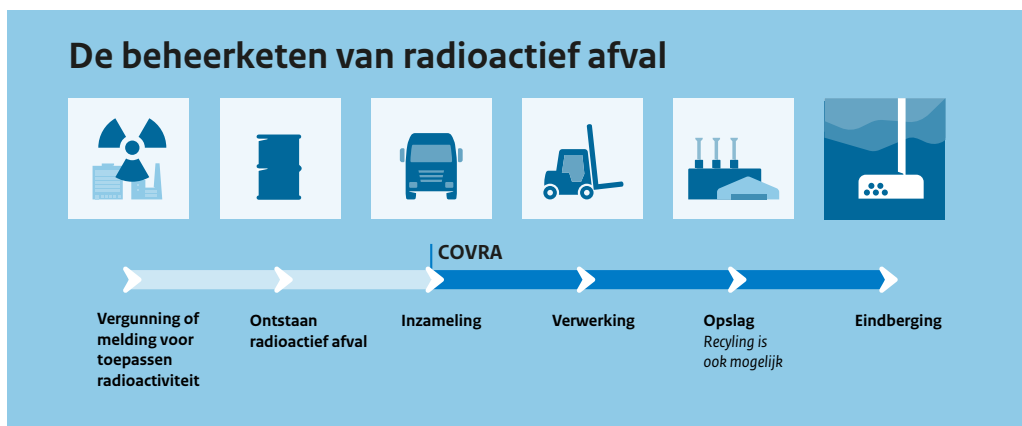 De beheerketen van radioactief afval
COVRA
Vergunning of
melding voor
toepassen
radioactiviteit
Ontstaan
radioactief afval
Inzameling
Verwerking
Opslag
Recyling is
ook mogelijk
Eindberging